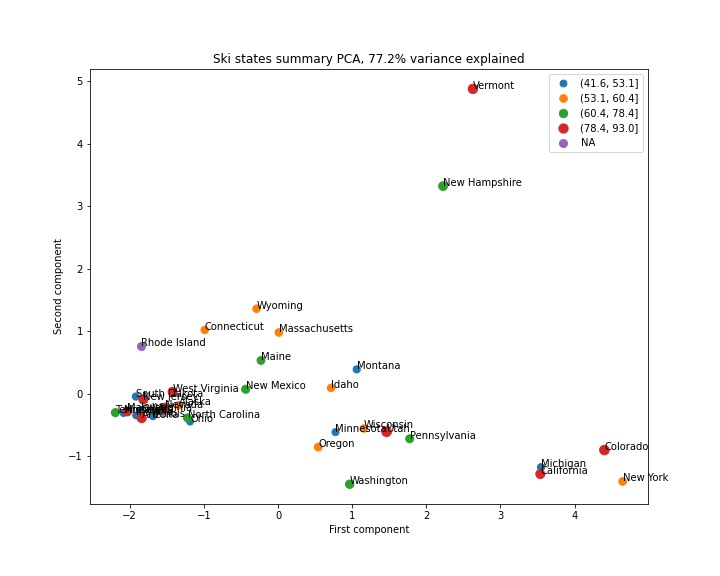 Ski states summary PCA, 77.2% variance explained
Vermont
(41.6, 53.1]
(53.1, 60.4]
(60.4, 78.4]
(78.4, 93.0]
NA
New Hampshire
Wyoming
Connecticut
Massachusetts
Rhode Island
Maine
Montana
New Mexico
Idaho
West Virginia
South
North Carolina
Ohio
Wisconsin
Minnesota
Utah
Pennsylvania
Oregon
Colorado
Michigan
California
Washington
New York
5
4
3
2
1
0
−1
Second component
−2
−1
0
1
2
3
4
First component